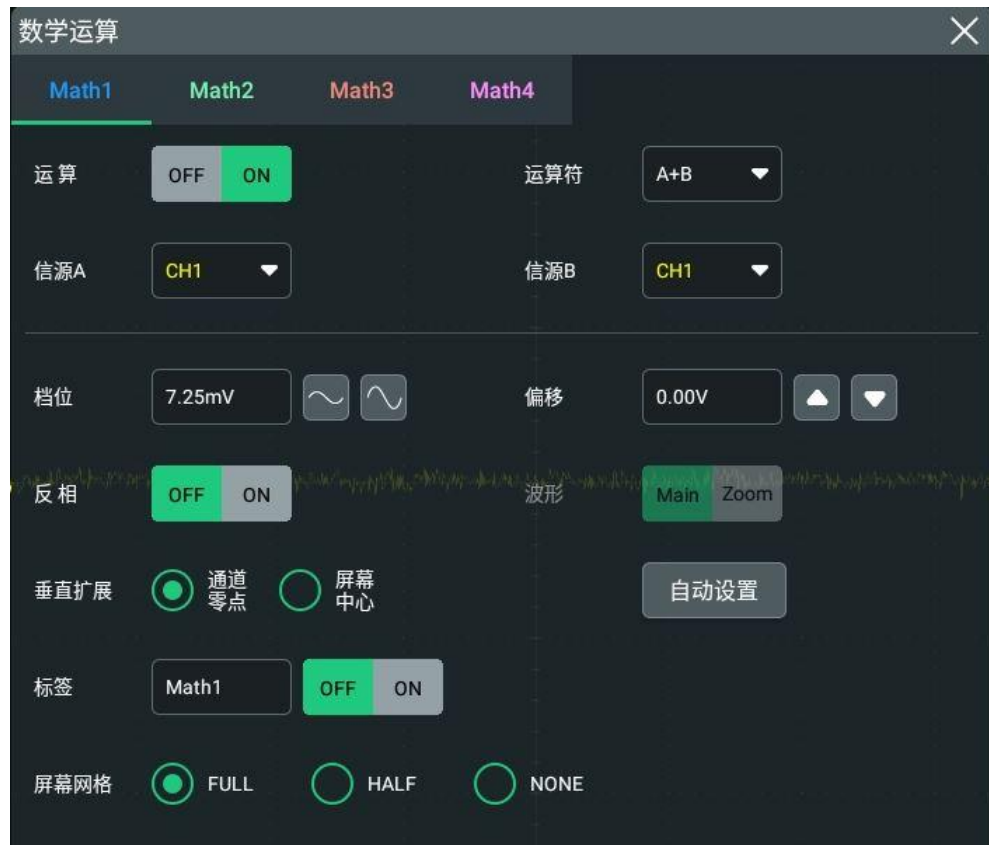 数学运算
Math1 Math2 Math3 Math4
运算 OFF ON 运算符 A+B
信源A CH1 信源B CH1
档位 7.25mV 偏移 0.00V
反相 OFF ON 波形 Main Zoom
垂直扩展 通道零点 屏幕中心 自动设置
标签 Math1 OFF ON
屏幕网格 FULL HALF NONE